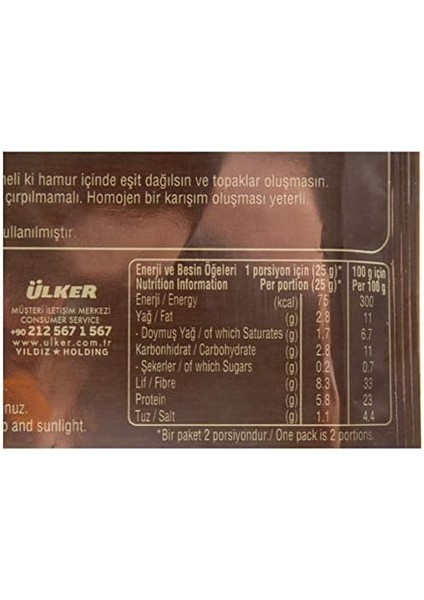 meli ki hamur içinde eşit dağılsın ve topaklar oluşmasın.
çırpılmamalı. Homojen bir karışım oluşması yeterli.
kullanılmıştır.
ÜLKER
MÜŞTERİ İLETİŞİM MERKEZİ
CONSUMER SERVICE
+90 212 567 1 567
www.ulker.com.tr
YILDIZ ★ HOLDING
nuz.
and sunlight.
Enerji ve Besin Öğeleri 1 porsiyon için (25 g)* 100 g için
Nutrition Information Per portion (25 g)* Per 100 g
Enerji / Energy (kcal) 75 300
Yağ / Fat (g) 2.8 11
- Doymuş Yağ / of which Saturates (g) 1.7 6.7
Karbonhidrat / Carbohydrate (g) 2.8 11
-Şekerler / of which Sugars (g) 0.2 0.7
Lif / Fibre (g) 8.3 33
Protein (g) 5.8 23
Tuz / Salt (g) 1.1 4.4
*Bir paket 2 porsiyondur./ One pack is 2 portions.